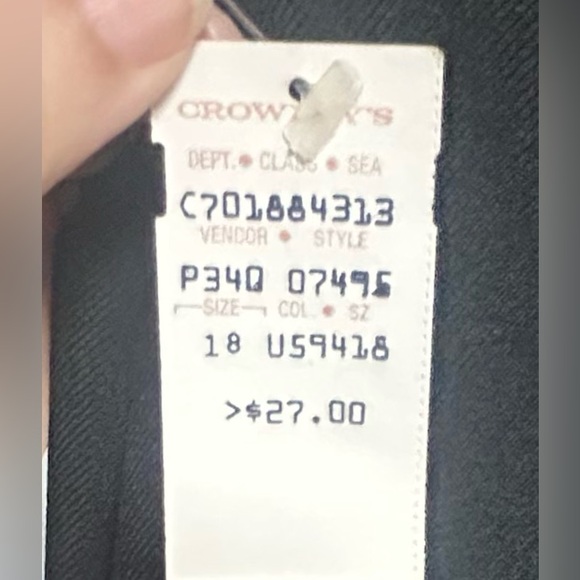 DEPT. • CLASS • SEA
C701884313
VENDOR • STYLE
P34Q 07495
SIZE COL. • SZ
18 U59418
>$27.00